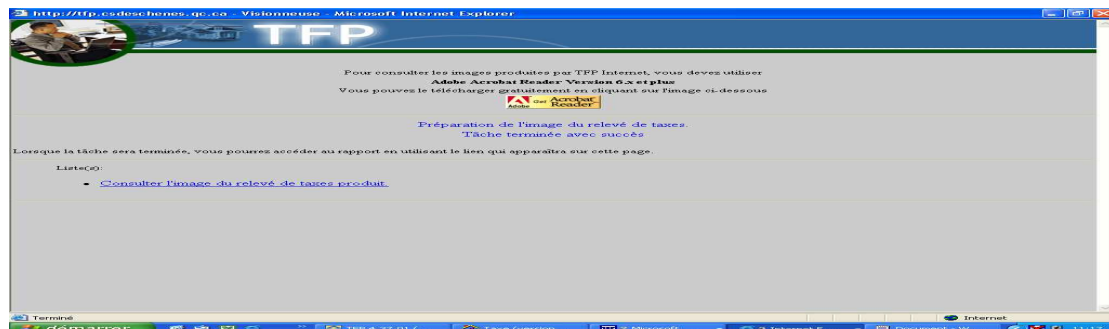 http://tfp.csdeschenes.qc.ca - Visionneuse - Microsoft Internet Explorer
TFP
Pour consulter les images produites par TFP Internet, vous devez utiliser
Adobe Acrobat Reader Version 6.x et plus
Vous pouvez le télécharger gratuitement en cliquant sur l'image ci-dessous
Adobe Get Acrobat Reader
Préparation de l'image du relevé de taxes.
Tâche terminée avec succès
Lorsque la tâche sera terminée, vous pourrez accéder au rapport en utilisant le lien qui apparaîtra sur cette page.
Liste(s):
• Consulter l'image du relevé de taxes produit.
Terminé Internet
démarrer